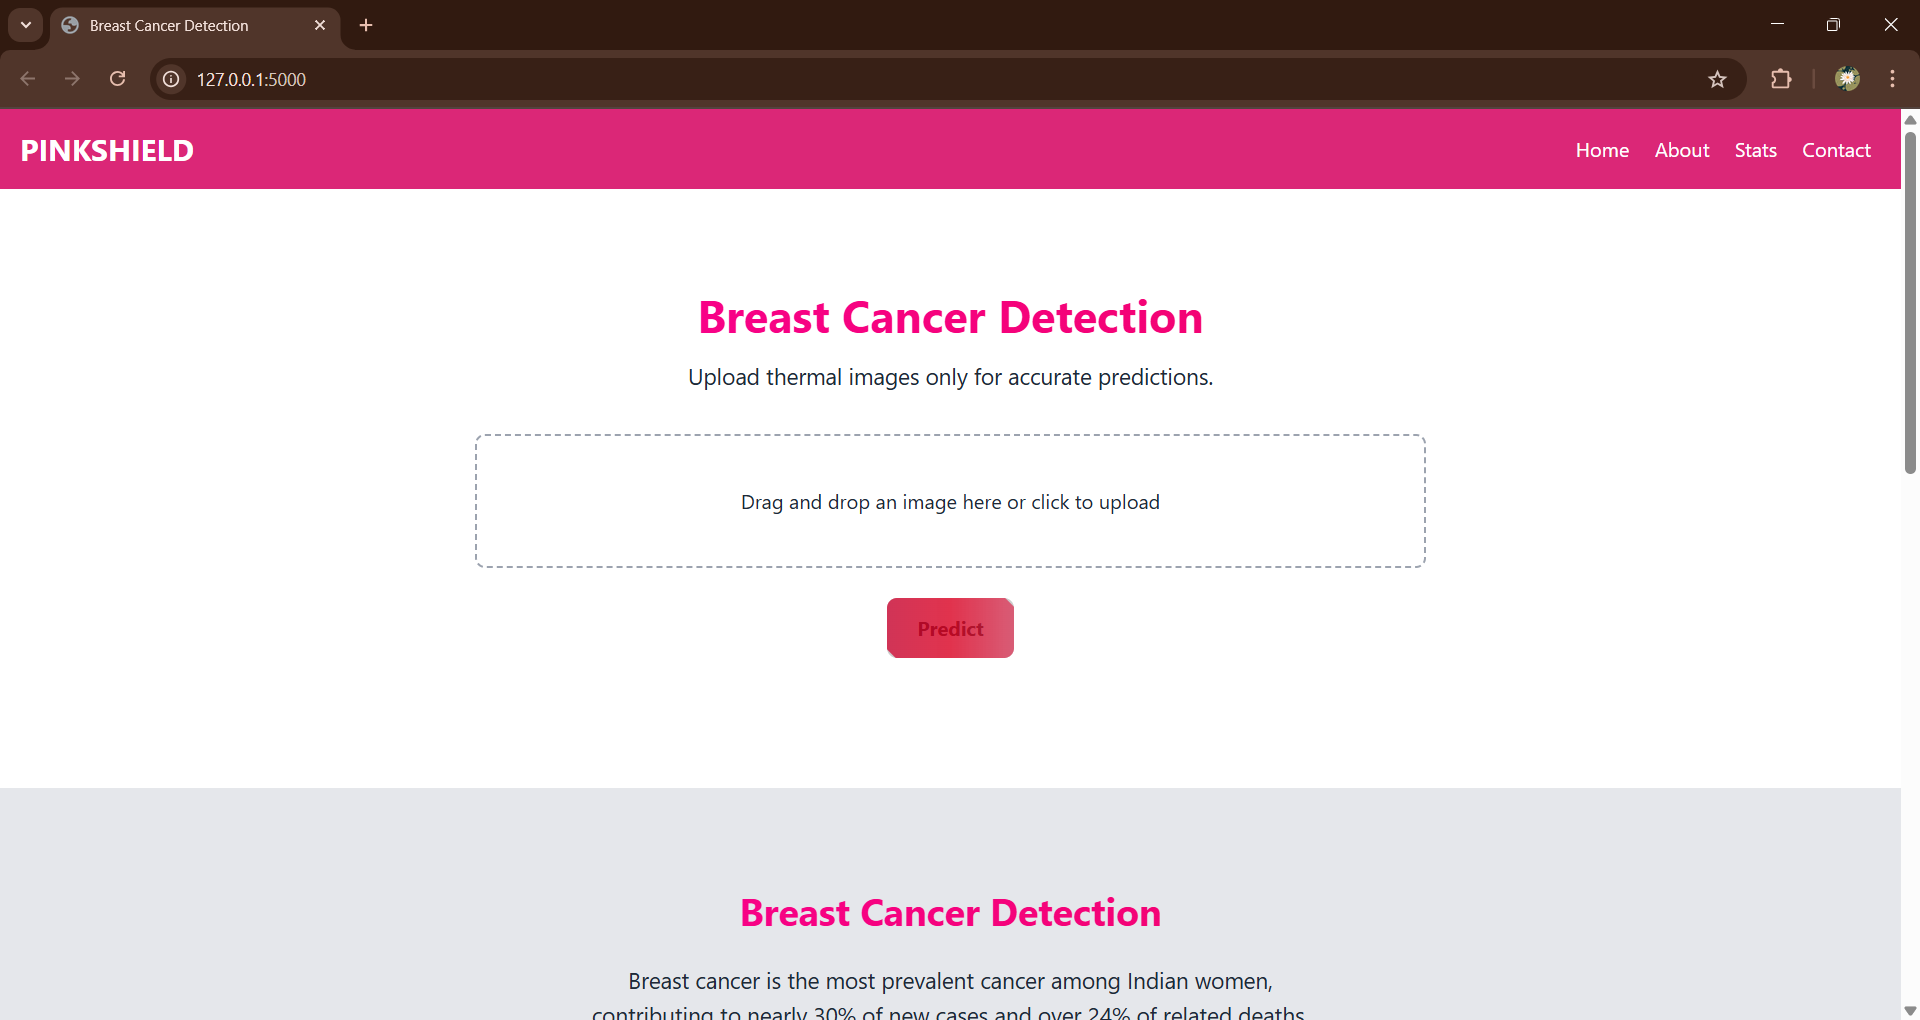 Breast Cancer Detection
127.0.0.1:5000
PINKSHIELD
Home About Stats Contact
Breast Cancer Detection
Upload thermal images only for accurate predictions.
Drag and drop an image here or click to upload
Predict
Breast Cancer Detection
Breast cancer is the most prevalent cancer among Indian women,
contributing to nearly 30% of new cases and over 24% of related deaths